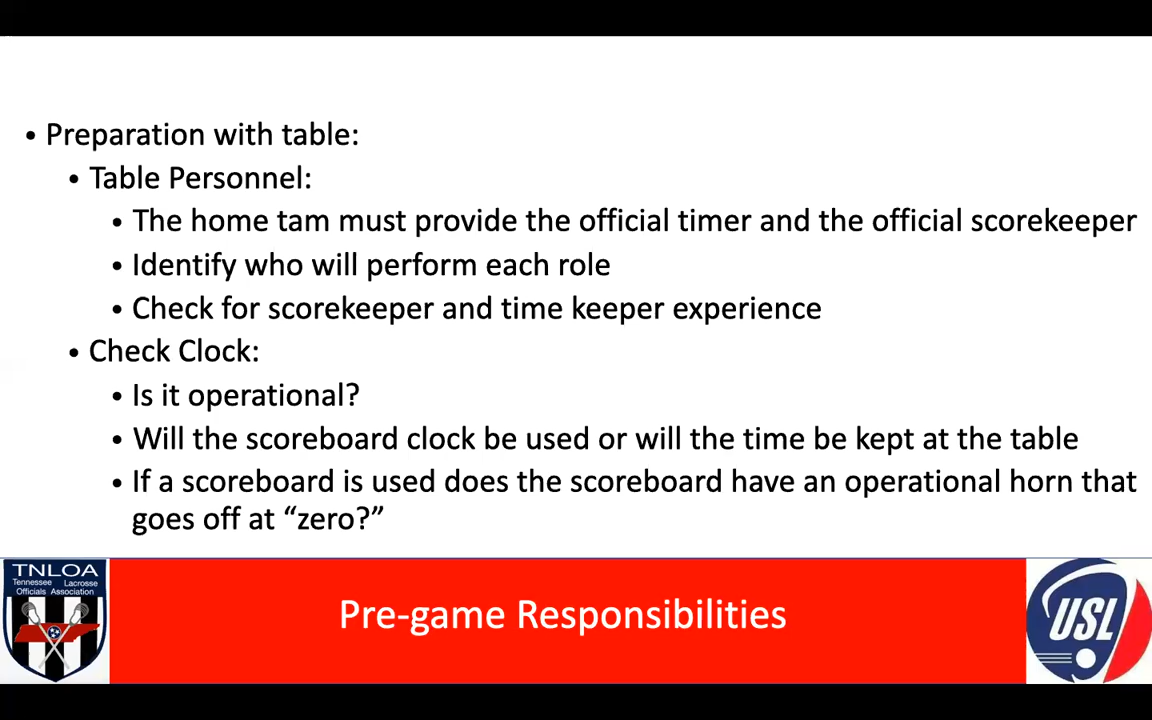 • Preparation with table:
• Table Personnel:
• The home tam must provide the official timer and the official scorekeeper
• Identify who will perform each role
• Check for scorekeeper and time keeper experience
• Check Clock:
• Is it operational?
• Will the scoreboard clock be used or will the time be kept at the table
• If a scoreboard is used does the scoreboard have an operational horn that
goes off at “zero?”
TNLOA
Tennessee Lacrosse
Officials Association
Pre-game Responsibilities
USL